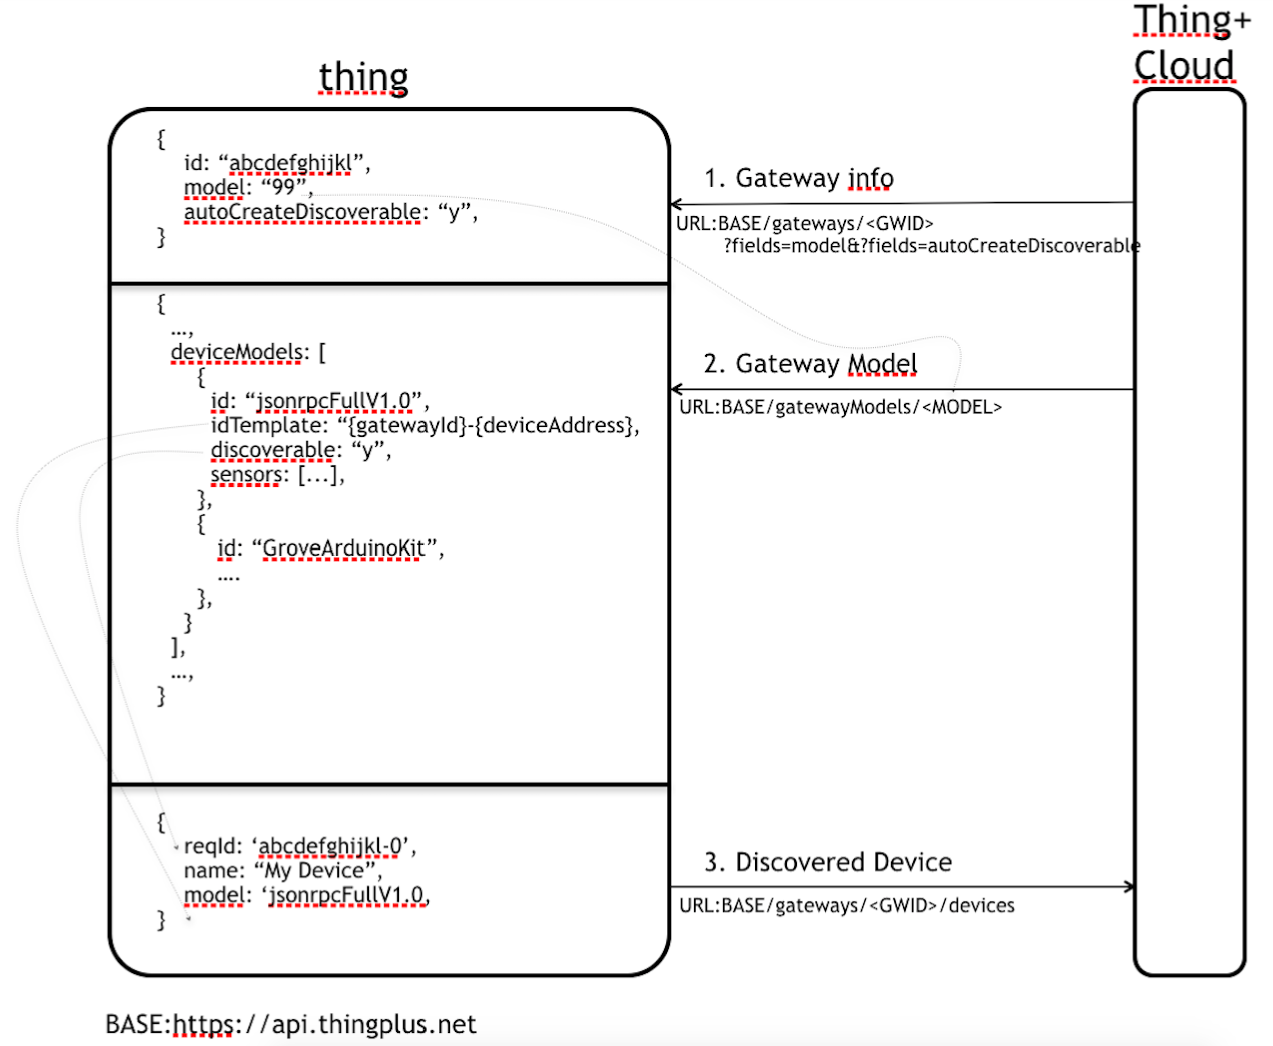 Thing+
Cloud
thing
{
id: “abcdefghijkl”,
model: “99”,
autoCreateDiscoverable: “y”,
}
1. Gateway info
URL:BASE/gateways/<GWID>
?fields=model&?fields=autoCreateDiscoverable
{
...,
deviceModels: [
{
id: “jsonrpcFullV1.0”,
idTemplate: “{gatewayId}-{deviceAddress},
discoverable: “y”,
sensors: [...],
},
{
id: “GroveArduinoKit”,
....
},
}
],
...,
}
2. Gateway Model
URL:BASE/gatewayModels/<MODEL>
{
reqId: ‘abcdefghijkl-0’,
name: “My Device”,
model: ‘jsonrpcFullV1.0,
}
3. Discovered Device
URL:BASE/gateways/<GWID>/devices
BASE:https://api.thingplus.net